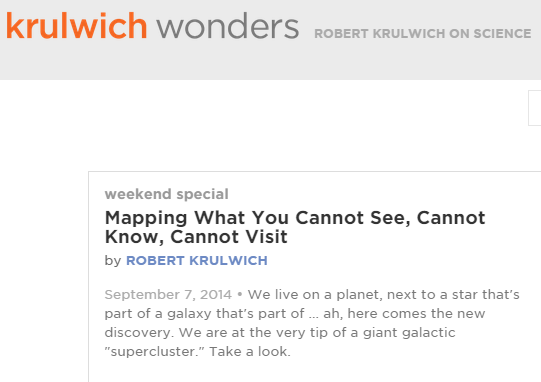 krulwich wonders ROBERT KRULWICH ON SCIENCE
weekend special
Mapping What You Cannot See, Cannot
Know, Cannot Visit
by ROBERT KRULWICH
September 7, 2014 • We live on a planet, next to a star that's
part of a galaxy that's part of ... ah, here comes the new
discovery. We are at the very tip of a giant galactic
"supercluster." Take a look.